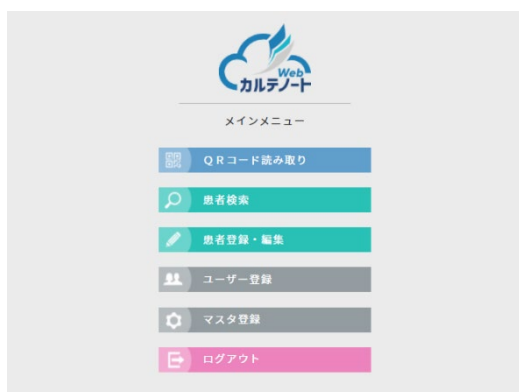 Web
カルテノート
メインメニュー
QRコード読み取り
患者検索
患者登録・編集
ユーザー登録
マスタ登録
ログアウト